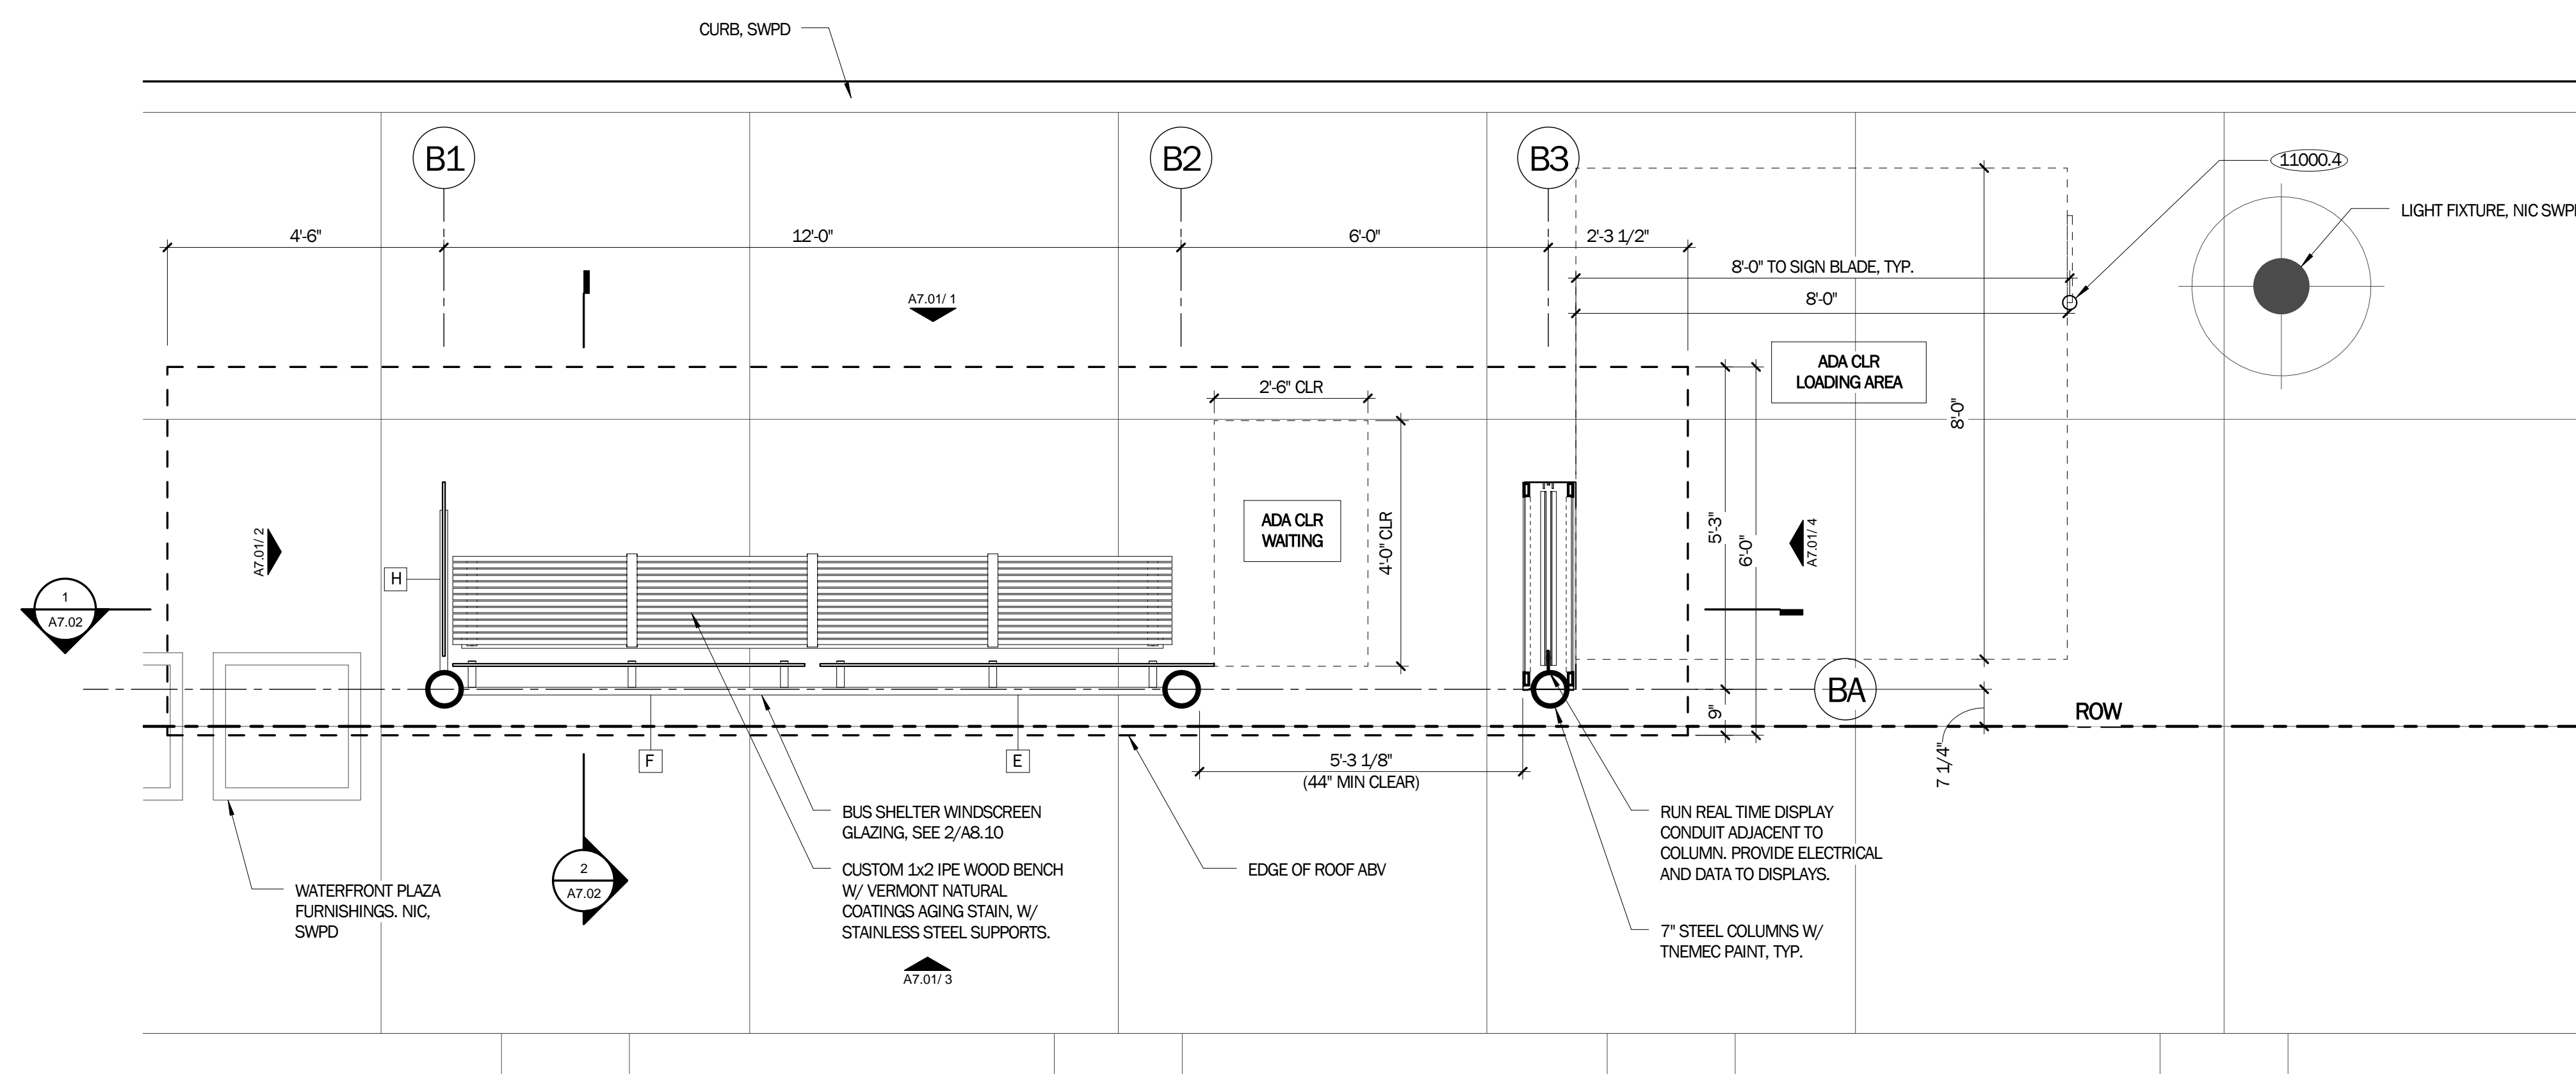 CURB, SWPD
B1
B2
B3
11000.4
LIGHT FIXTURE, NIC SWP
4'-6"
12'-0"
6'-0"
2'-3 1/2"
8'-0" TO SIGN BLADE, TYP.
8'-0"
A7.01/ 1
ADA CLR
LOADING AREA
2'-6" CLR
8'-0"
ADA CLR
WAITING
4'-0" CLR
5'-3"
6'-0"
A7.01/ 4
A7.01/ 2
H
1
A7.02
BA
ROW
9"
7 1/4"
F
E
5'-3 1/8"
(44" MIN CLEAR)
BUS SHELTER WINDSCREEN
GLAZING, SEE 2/A8.10
CUSTOM 1x2 IPE WOOD BENCH
W/ VERMONT NATURAL
COATINGS AGING STAIN, W/
STAINLESS STEEL SUPPORTS.
EDGE OF ROOF ABV
RUN REAL TIME DISPLAY
CONDUIT ADJACENT TO
COLUMN. PROVIDE ELECTRICAL
AND DATA TO DISPLAYS.
7" STEEL COLUMNS W/
TNEMEC PAINT, TYP.
2
A7.02
WATERFRONT PLAZA
FURNISHINGS. NIC,
SWPD
A7.01/ 3